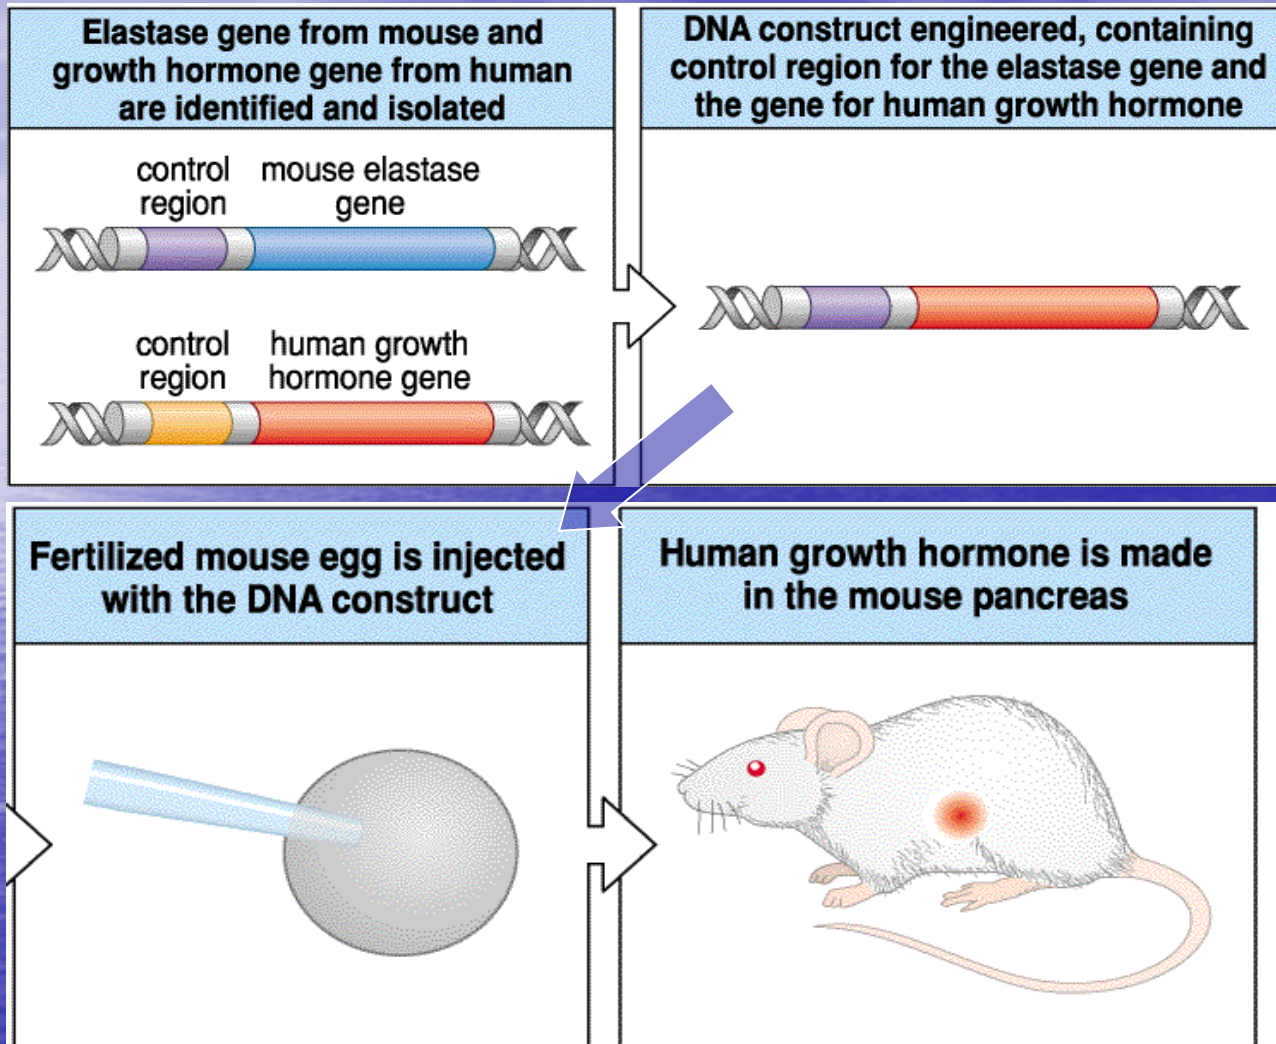 Elastase gene from mouse and
growth hormone gene from human
are identified and isolated
control
region
mouse elastase
gene
control
region
human growth
hormone gene
DNA construct engineered, containing
control region for the elastase gene and
the gene for human growth hormone
Fertilized mouse egg is injected
with the DNA construct
Human growth hormone is made
in the mouse pancreas